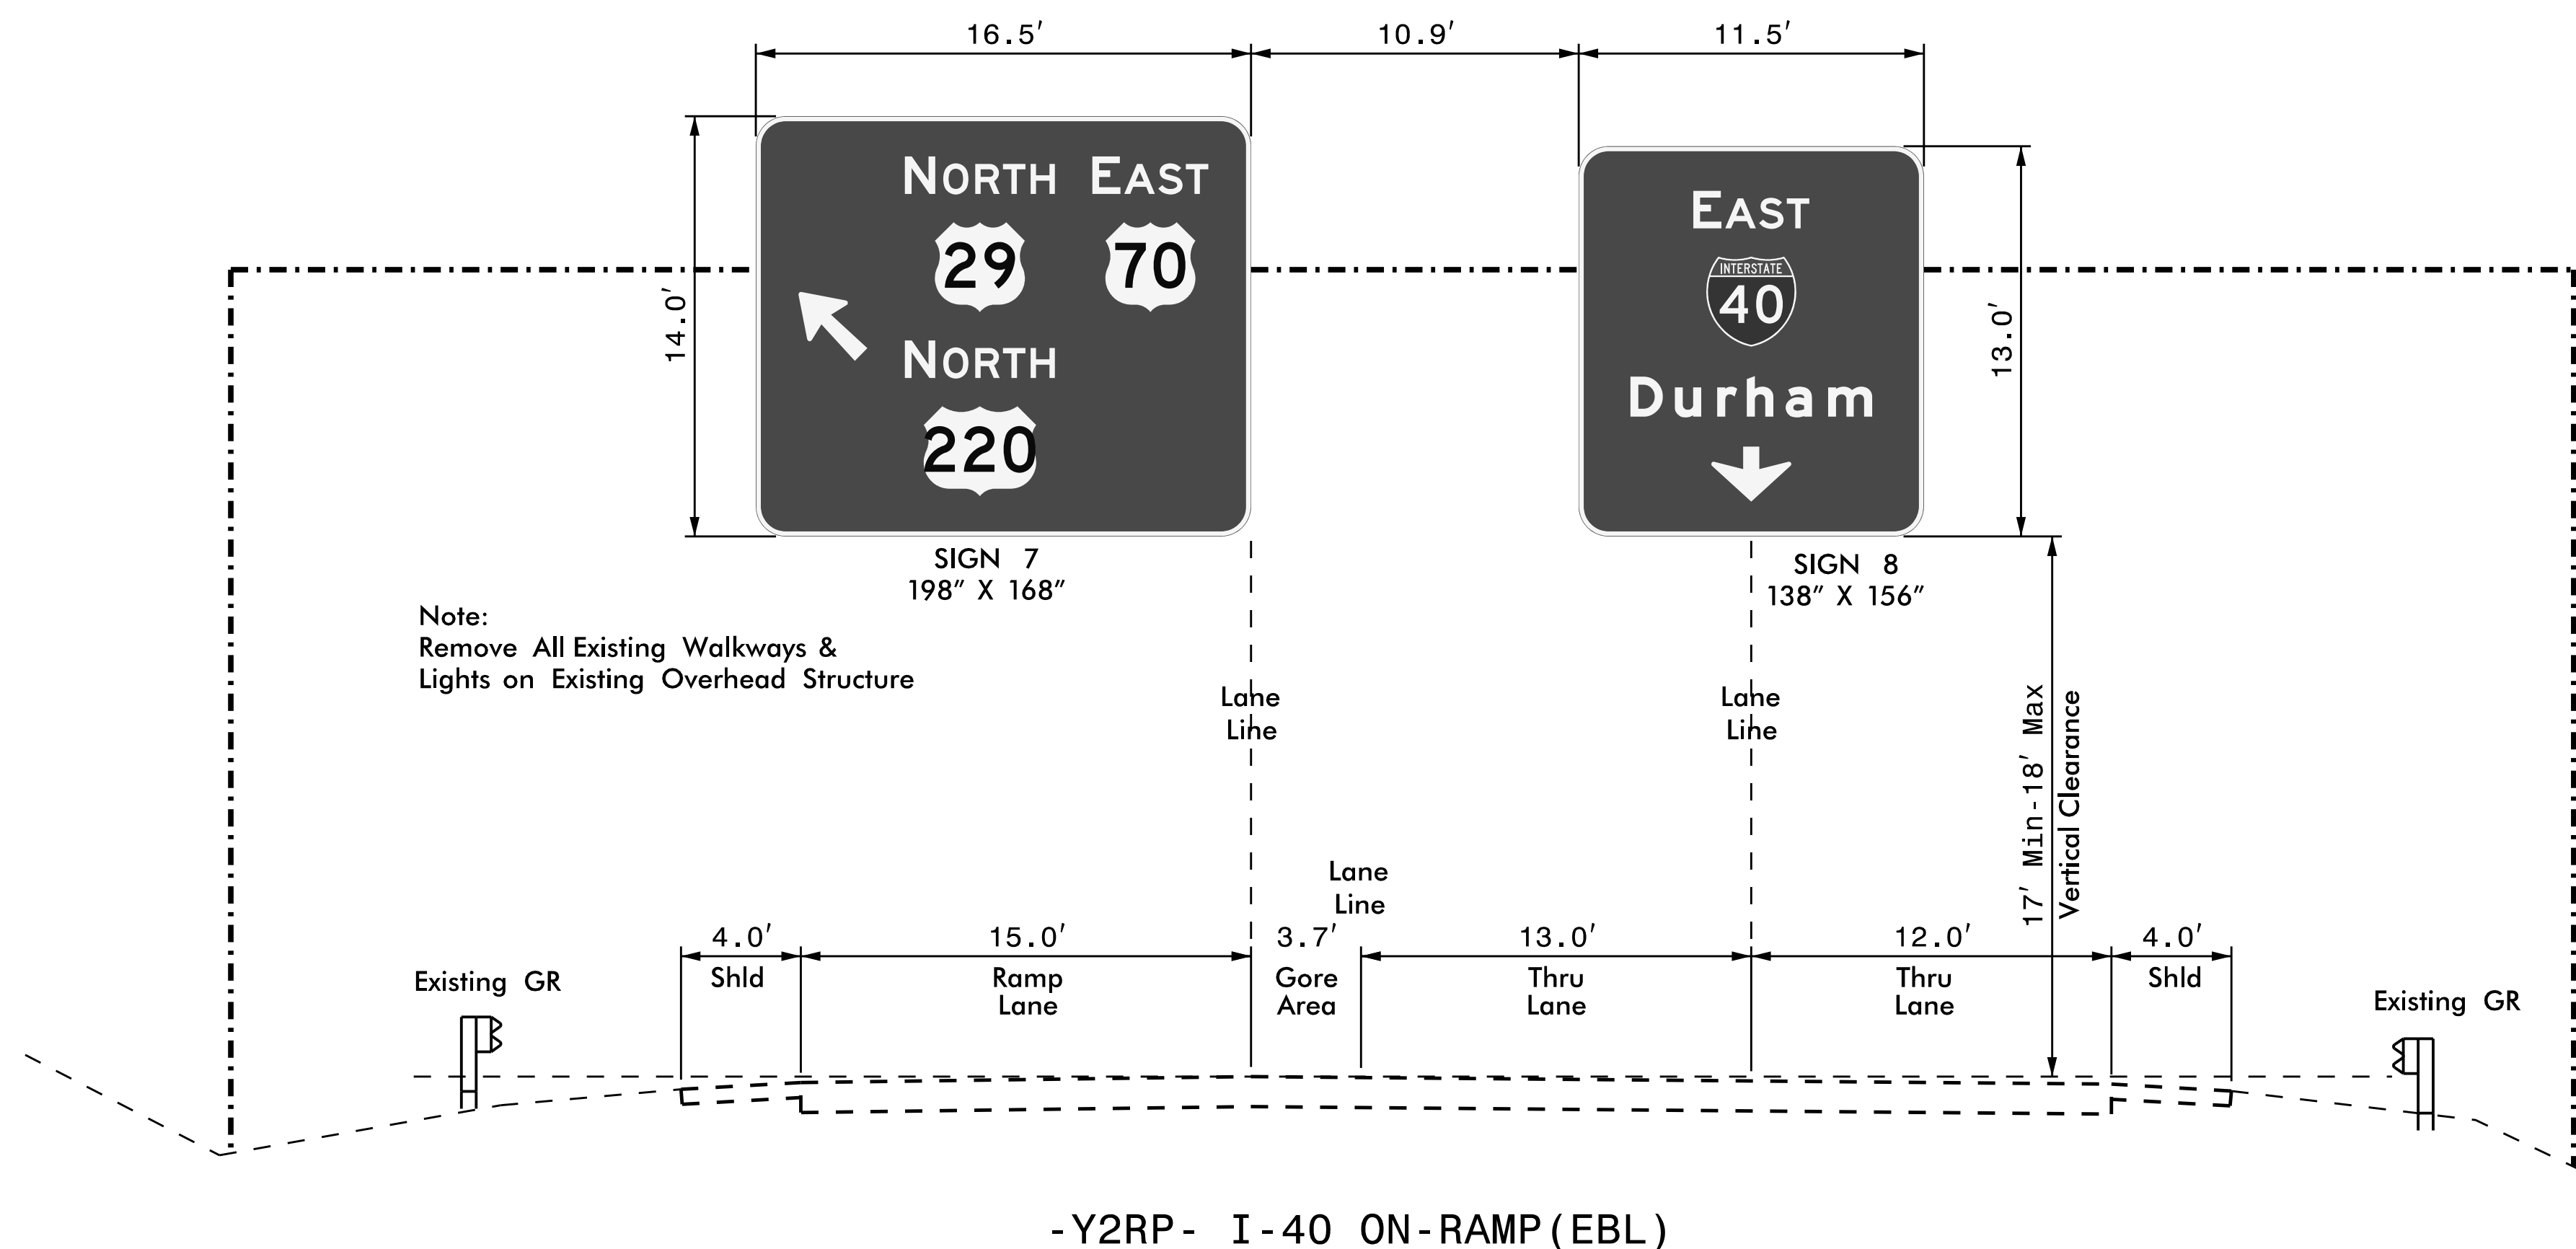 16.5′ 10.9′ 11.5′
14.0′
NORTH EAST
29 70
NORTH
220
SIGN 7
198″ X 168″
EAST
INTERSTATE
40
Durham
13.0′
SIGN 8
138″ X 156″
Note:
Remove All Existing Walkways &
Lights on Existing Overhead Structure
Lane
Line
Lane
Line
17′ Min-18′ Max
Vertical Clearance
Lane
Line
4.0′ 15.0′ 3.7′ 13.0′ 12.0′ 4.0′
Shld
Ramp
Lane
Gore
Area
Thru
Lane
Thru
Lane
Shld
Existing GR
Existing GR
-Y2RP- I-40 ON-RAMP(EBL)